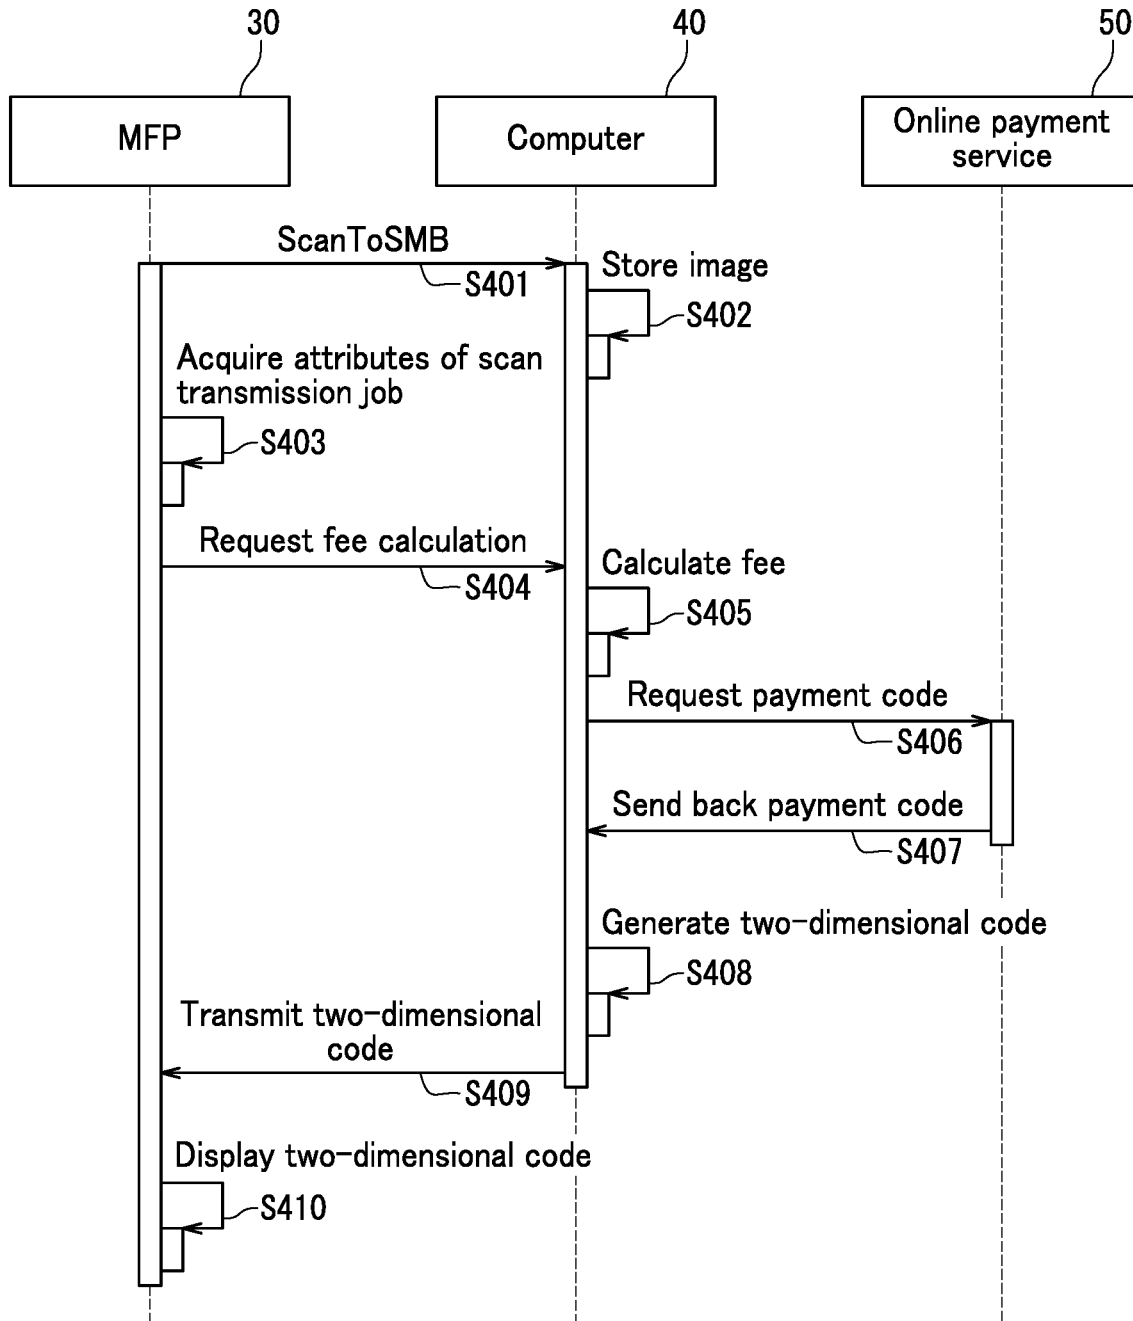 30
40
50
MFP
Computer
Online payment
service
ScanToSMB
S401
Store image
S402
Acquire attributes of scan
transmission job
S403
Request fee calculation
S404
Calculate fee
S405
Request payment code
S406
Send back payment code
S407
Generate two-dimensional code
S408
Transmit two-dimensional
code
S409
Display two-dimensional code
S410